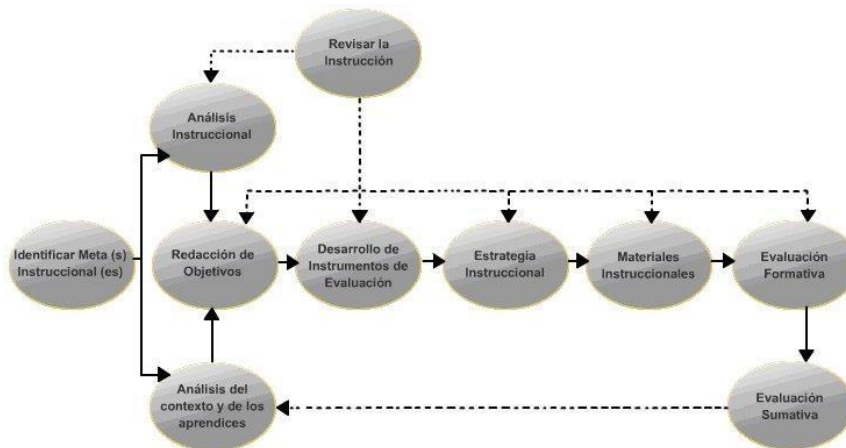 Revisar la
Instrucción
Análisis
Instruccional
Identificar Meta (s)
Instruccional (es)
Redacción de
Objetivos
Desarrollo de
Instrumentos de
Evaluación
Estrategia
Instruccional
Materiales
Instruccionales
Evaluación
Formativa
Análisis del
contexto y de los
aprendices
Evaluación
Sumativa